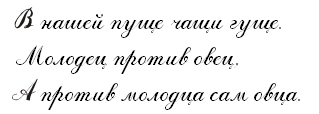 В нашей пуще чащи гуще.
Молодец против овец,
А против молодца сам овца.